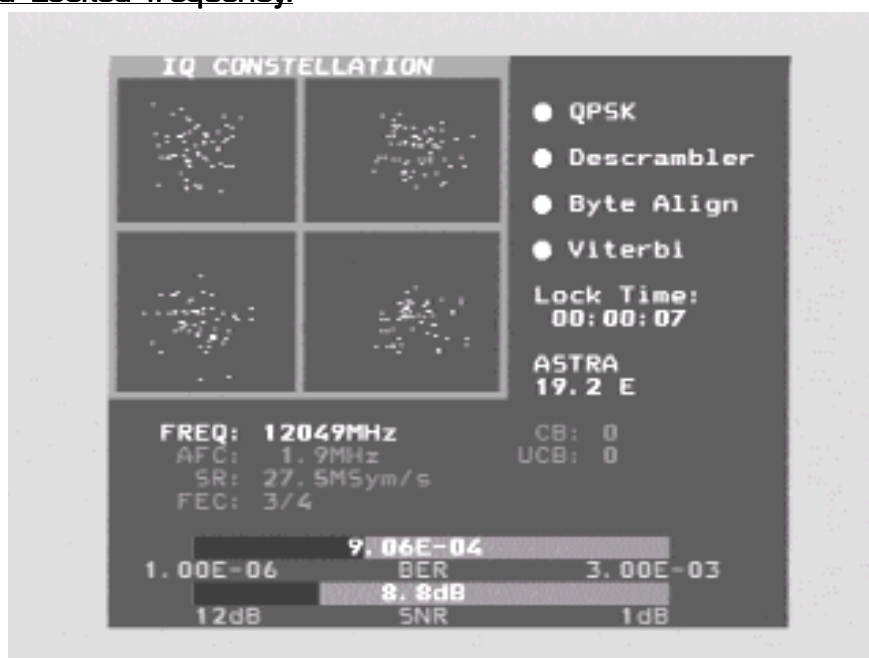 a Locked frequency.
IQ CONSTELLATION
QPSK
Descrambler
Byte Align
Viterbi
Lock Time:
00:00:07
ASTRA
19.2 E
FREQ: 12049MHz
AFC: 1.9MHz
SR: 27.5MSym/s
FEC: 3/4
CB: 0
UCB: 0
9.06E-04
1.00E-06 BER 3.00E-03
8.8dB
12dB SNR 1dB